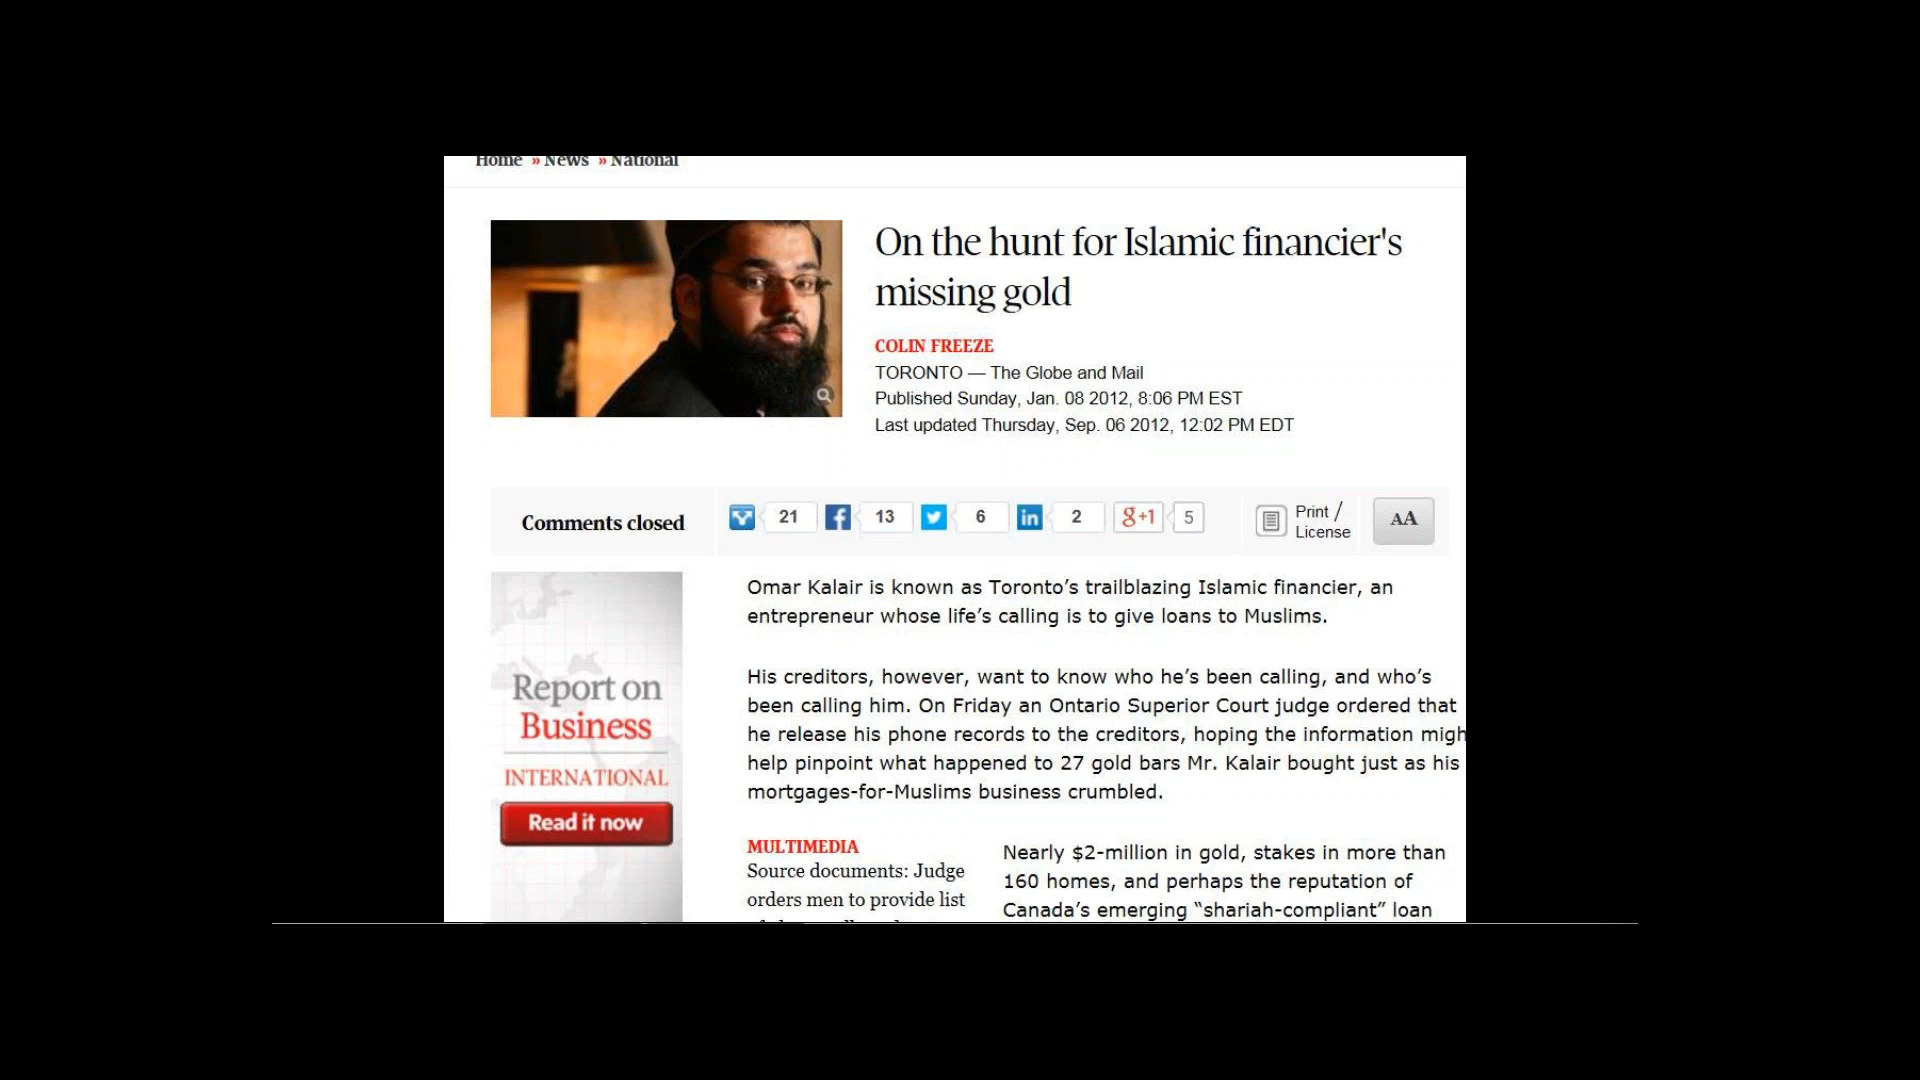 Home » News » National
On the hunt for Islamic financier's
missing gold
COLIN FREEZE
TORONTO — The Globe and Mail
Published Sunday, Jan. 08 2012, 8:06 PM EST
Last updated Thursday, Sep. 06 2012, 12:02 PM EDT
Comments closed
21
13
6
in
2
g+1
5
Print /
License
AA
Report on
Business
INTERNATIONAL
Read it now
Omar Kalair is known as Toronto’s trailblazing Islamic financier, an
entrepreneur whose life’s calling is to give loans to Muslims.
His creditors, however, want to know who he’s been calling, and who’s
been calling him. On Friday an Ontario Superior Court judge ordered that
he release his phone records to the creditors, hoping the information migh
help pinpoint what happened to 27 gold bars Mr. Kalair bought just as his
mortgages-for-Muslims business crumbled.
MULTIMEDIA
Source documents: Judge
orders men to provide list
Nearly $2-million in gold, stakes in more than
160 homes, and perhaps the reputation of
Canada’s emerging “shariah-compliant” loan